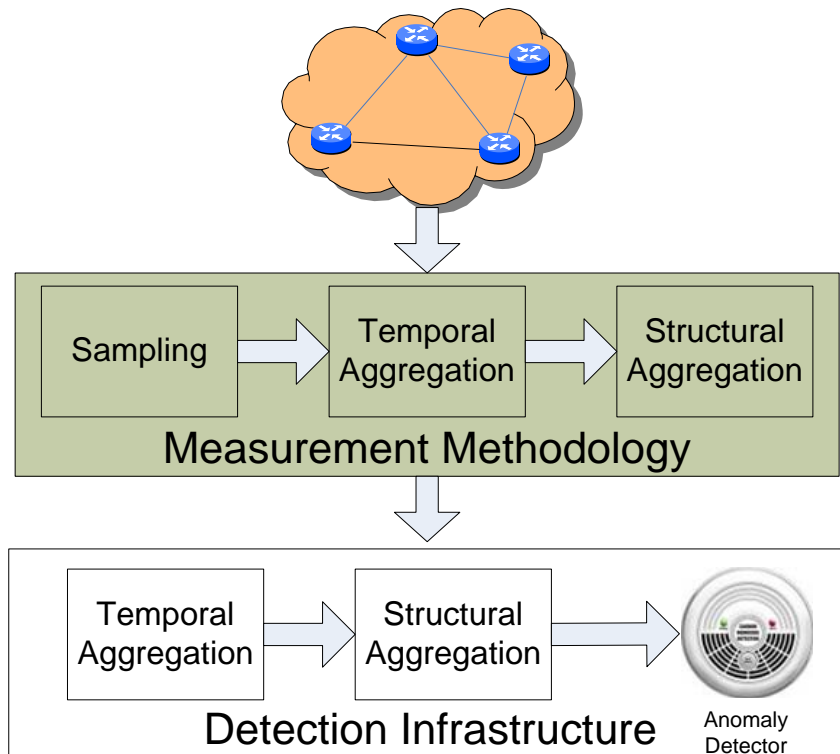 Sampling
Temporal
Aggregation
Structural
Aggregation
Measurement Methodology
Temporal
Aggregation
Structural
Aggregation
Anomaly
Detector
Detection Infrastructure